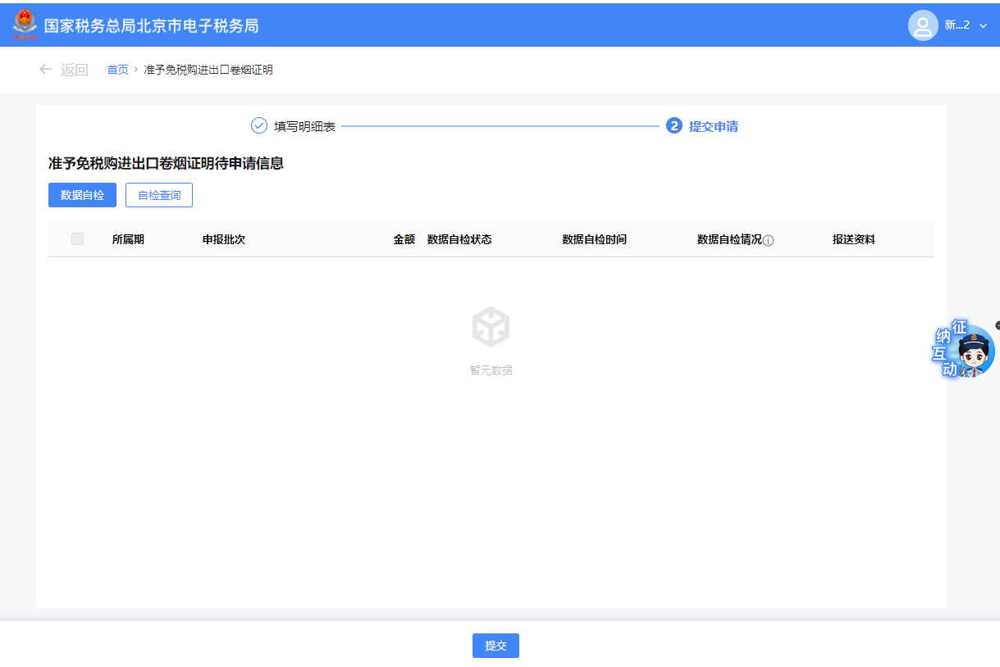 国家税务总局北京市电子税务局
新...2
返回 首页 > 准予免税购进出口卷烟证明
填写明细表 2 提交申请
准予免税购进出口卷烟证明待申请信息
数据自检 自检查询
所属期 申报批次 金额 数据自检状态 数据自检时间 数据自检情况 报送资料
暂无数据
征纳互动
提交